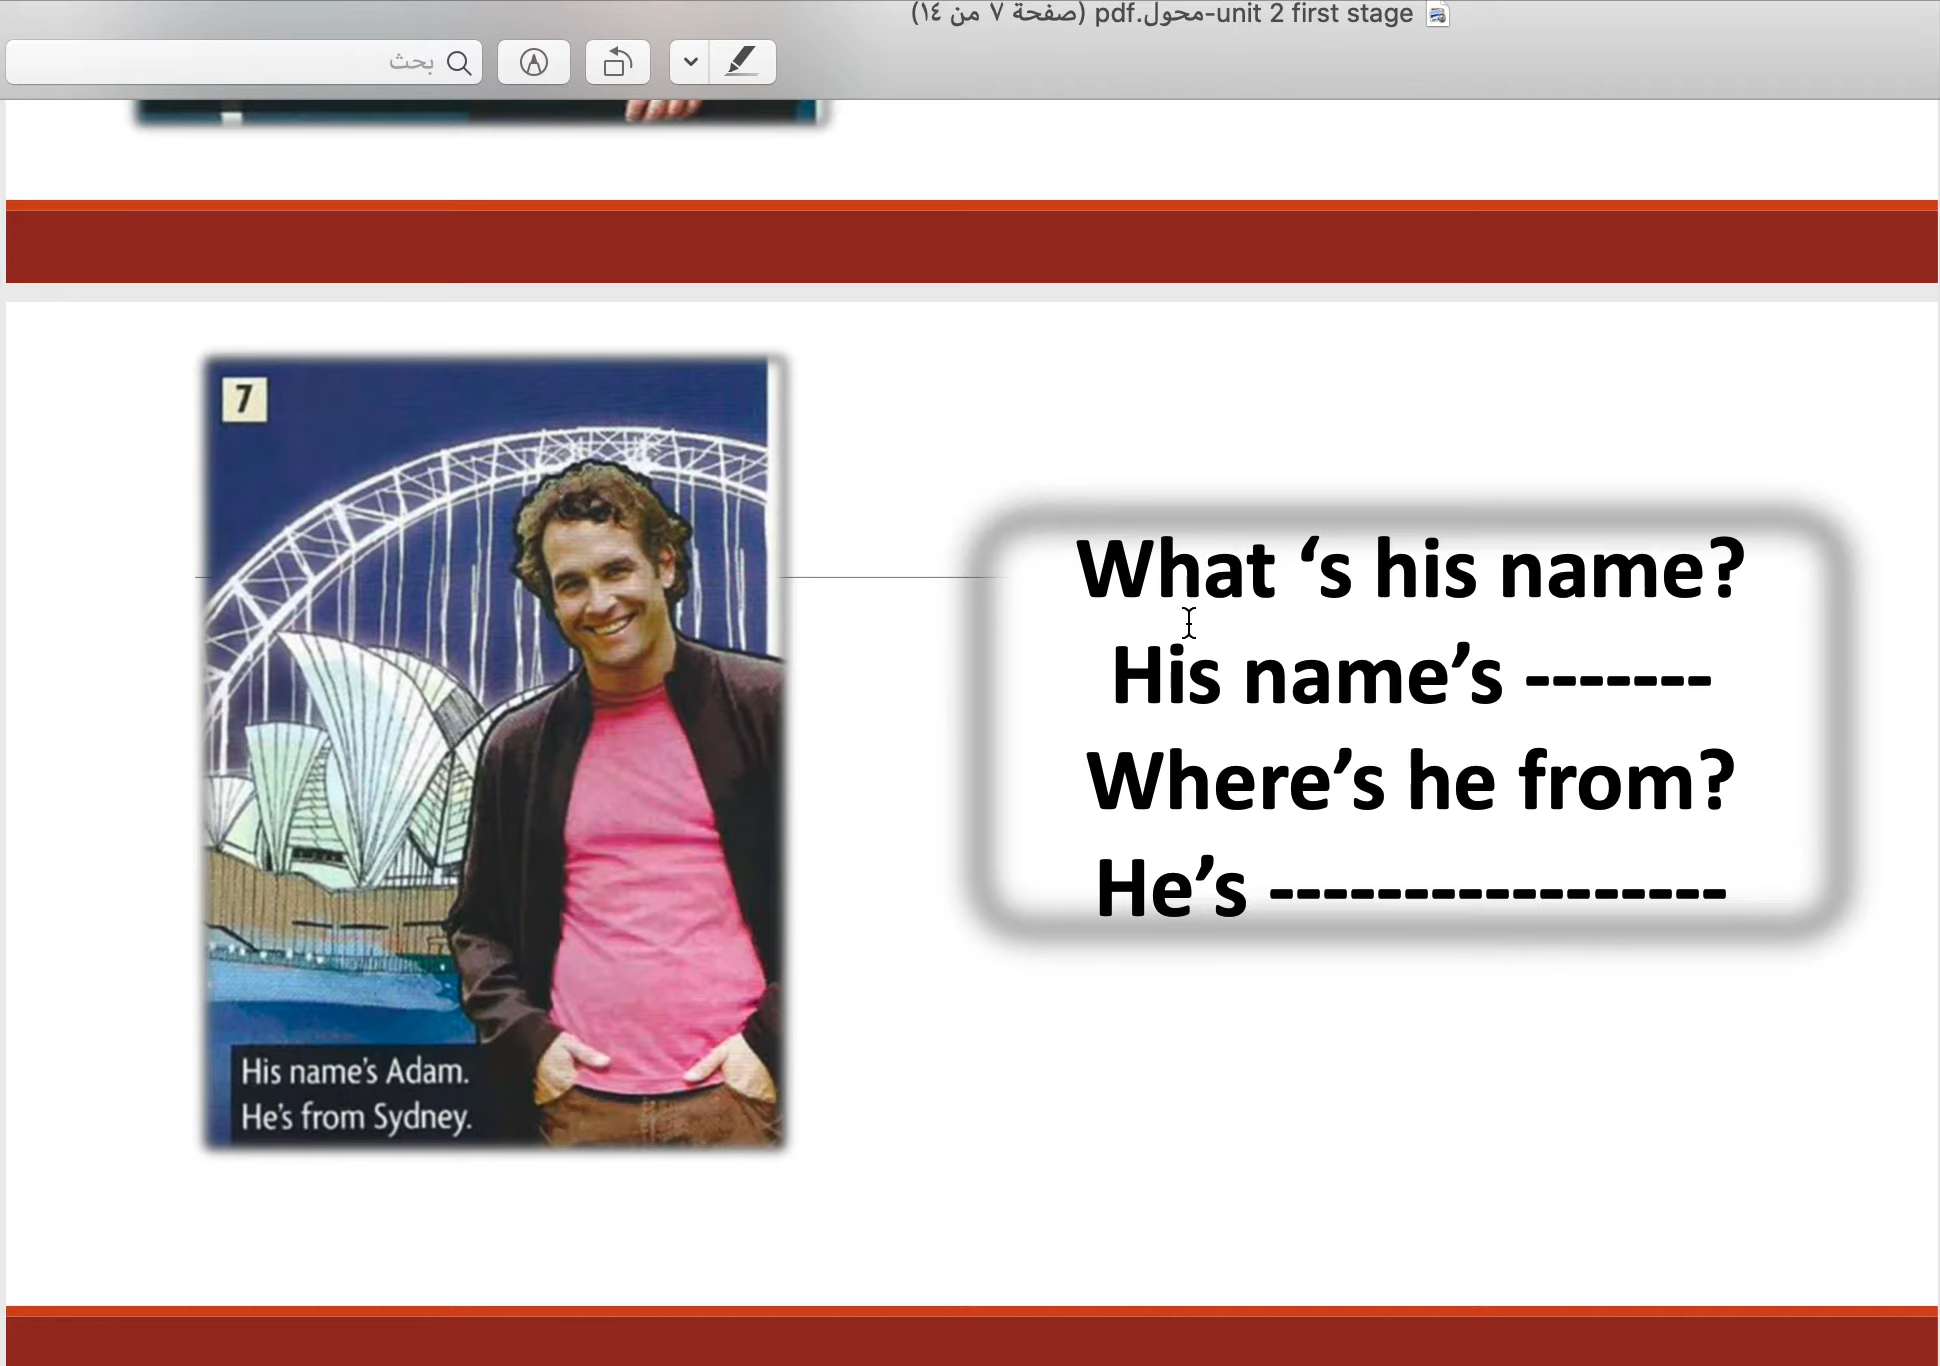 unit 2 first stage-محول.pdf (صفحة ٧ من ١٤)
بحث
7
His name's Adam.
He's from Sydney.
What ‘s his name?
His name’s -------
Where’s he from?
He’s -----------------